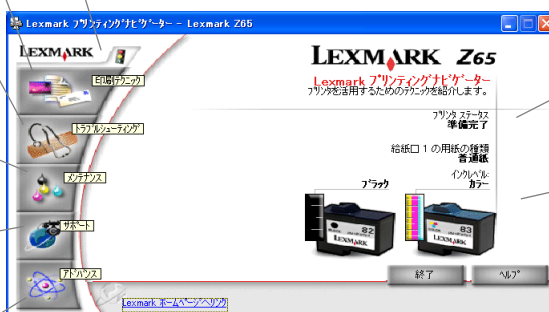 Lexmark プリンティングナビゲーター - Lexmark Z65
LEXMARK
LEXMARK Z65
Lexmark プリンティングナビゲーター
プリンタを活用するためのテクニックを紹介します。
印刷テクニック
プリンタ ステータス
準備完了
トラブルシューティング
給紙口 1 の用紙の種類
普通紙
メンテナンス
インクレベル:
ブラック
カラー
サポート
82
LEXMARK
83
LEXMARK
アドバンス
終了
ヘルプ
Lexmark ホームページへリンク